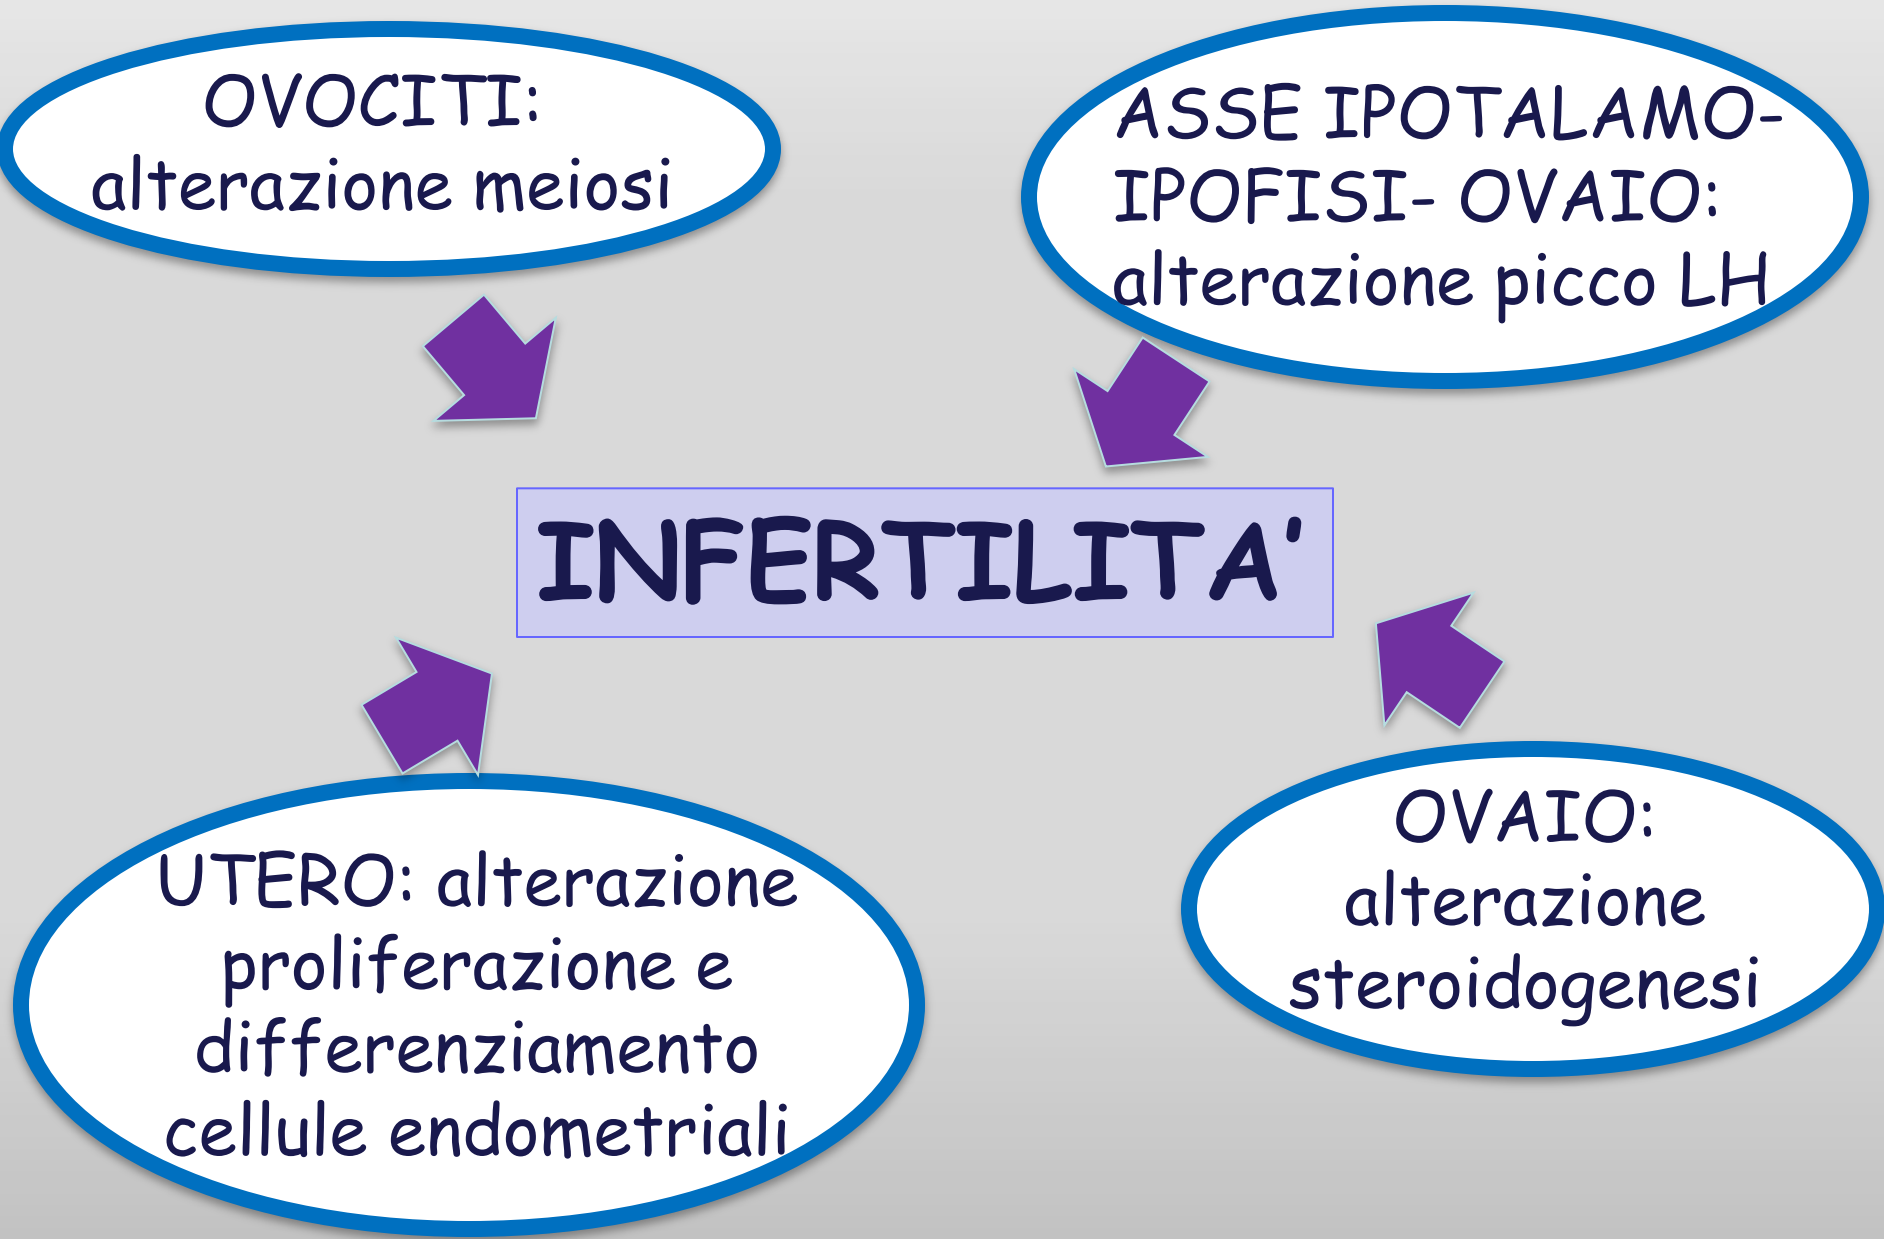 OVOCITI:
alterazione meiosi
ASSE IPOTALAMO-
IPOFISI- OVAIO:
alterazione picco LH
INFERTILITA’
UTERO: alterazione
proliferazione e
differenziamento
cellule endometriali
OVAIO:
alterazione
steroidogenesi